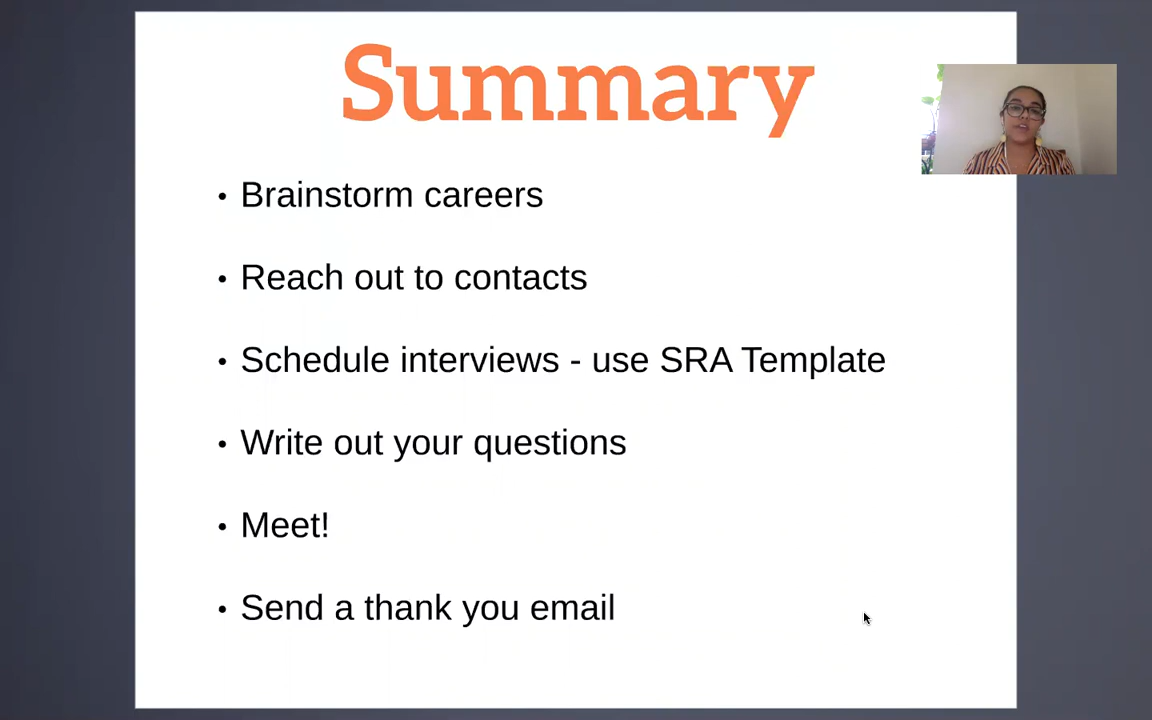 Summary
• Brainstorm careers
• Reach out to contacts
• Schedule interviews - use SRA Template
• Write out your questions
• Meet!
• Send a thank you email